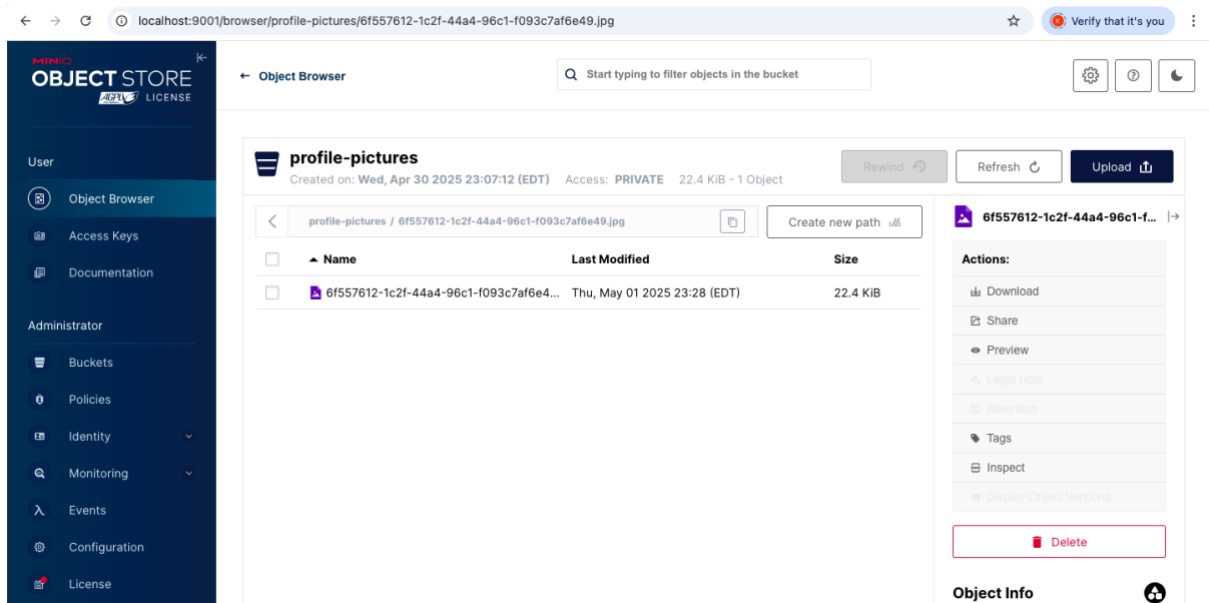 localhost:9001/browser/profile-pictures/6f557612-1c2f-44a4-96c1-f093c7af6e49.jpg
Verify that it's you
MINIO
OBJECT STORE
AGPLv3 LICENSE
User
Object Browser
Access Keys
Documentation
Administrator
Buckets
Policies
Identity
Monitoring
Events
Configuration
License
← Object Browser
Start typing to filter objects in the bucket
profile-pictures
Created on: Wed, Apr 30 2025 23:07:12 (EDT) Access: PRIVATE 22.4 KiB - 1 Object
Rewind
Refresh
Upload
profile-pictures / 6f557612-1c2f-44a4-96c1-f093c7af6e49.jpg
Create new path
Name Last Modified Size
6f557612-1c2f-44a4-96c1-f093c7af6e4... Thu, May 01 2025 23:28 (EDT) 22.4 KiB
6f557612-1c2f-44a4-96c1-f...
Actions:
Download
Share
Preview
Legal Hold
Retention
Tags
Inspect
Display Object Versions
Delete
Object Info